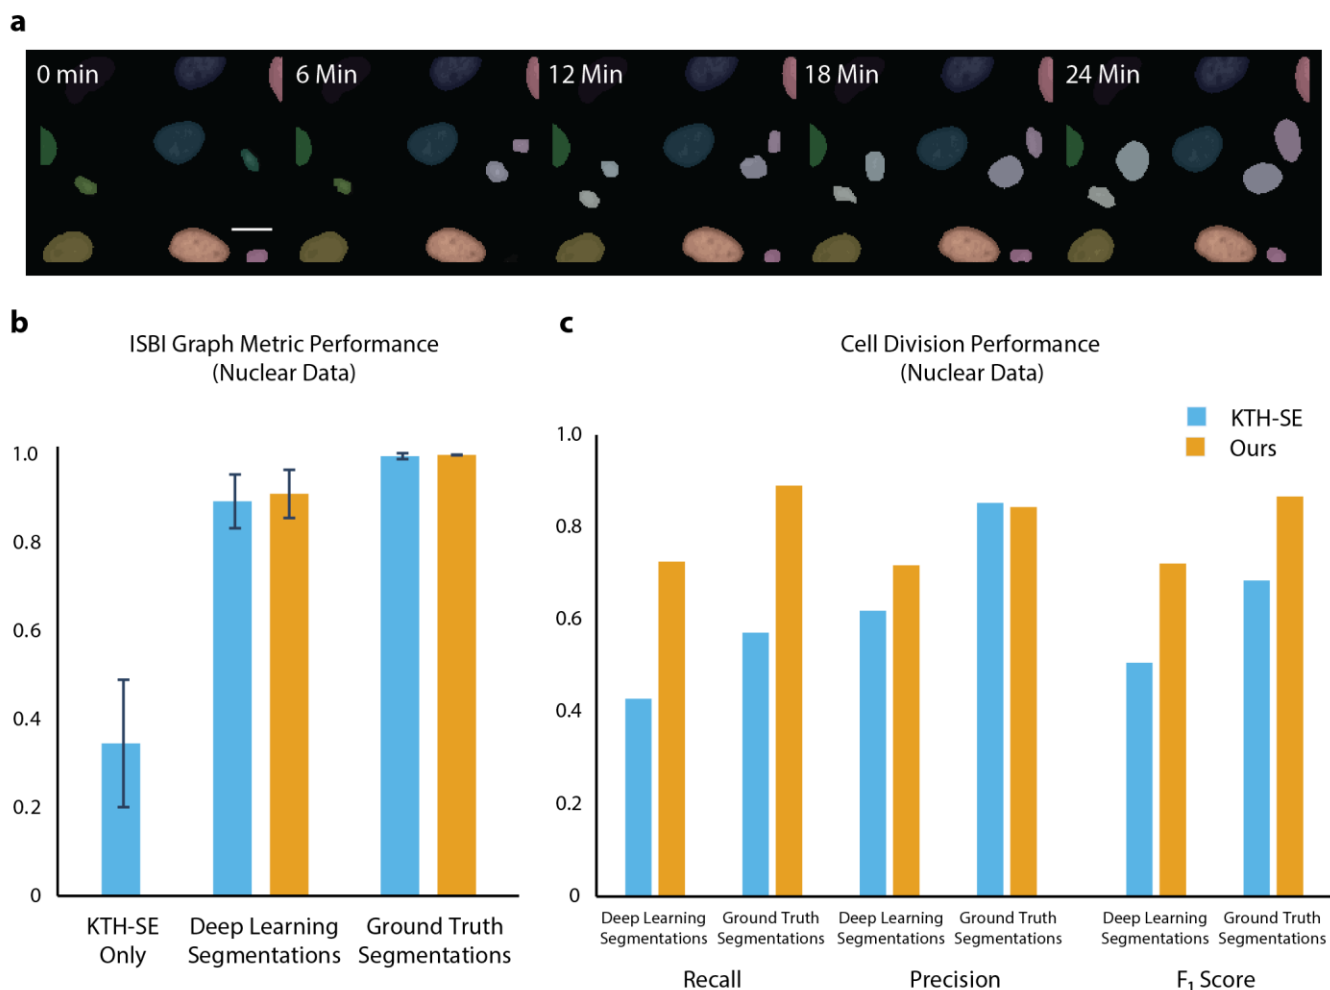 a
0 min
6 Min
12 Min
18 Min
24 Min
b
ISBI Graph Metric Performance
(Nuclear Data)
1.0
0.8
0.6
0.4
0.2
0
KTH-SE
Only
Deep Learning
Segmentations
Ground Truth
Segmentations
c
Cell Division Performance
(Nuclear Data)
KTH-SE
Ours
1.0
0.8
0.6
0.4
0.2
0
Deep Learning
Segmentations
Ground Truth
Segmentations
Deep Learning
Segmentations
Ground Truth
Segmentations
Deep Learning
Segmentations
Ground Truth
Segmentations
Recall
Precision
F₁ Score